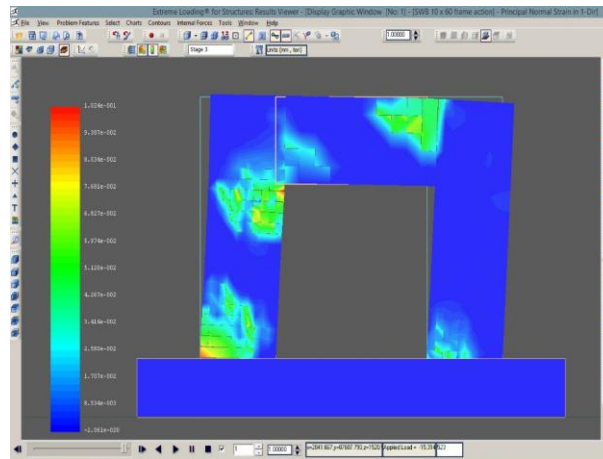 Extreme Loading® for Structures: Results Viewer - [Display Graphic Window [No. 1] - [SWB 10 x 60 frame action] - Principal Normal Strain in 1-Dir]
File View Problem Features Select Charts Contours Internal Forces Tools Window Help
1.00000
Stage 3
Units (mm, ton)
1.024e-001
9.387e-002
8.534e-002
7.681e-002
6.827e-002
5.974e-002
5.120e-002
4.267e-002
3.414e-002
2.560e-002
1.707e-002
8.534e-003
1
1.00000
Applied Load =